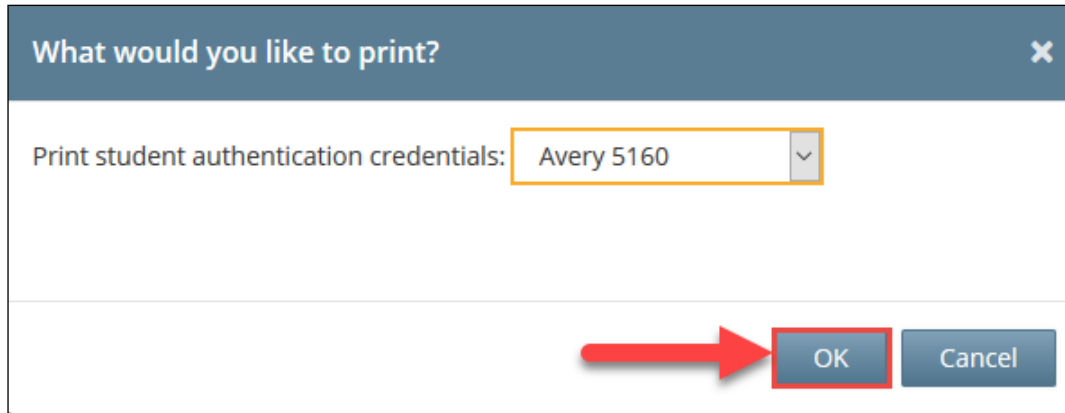 What would you like to print?
Print student authentication credentials: Avery 5160
OK Cancel